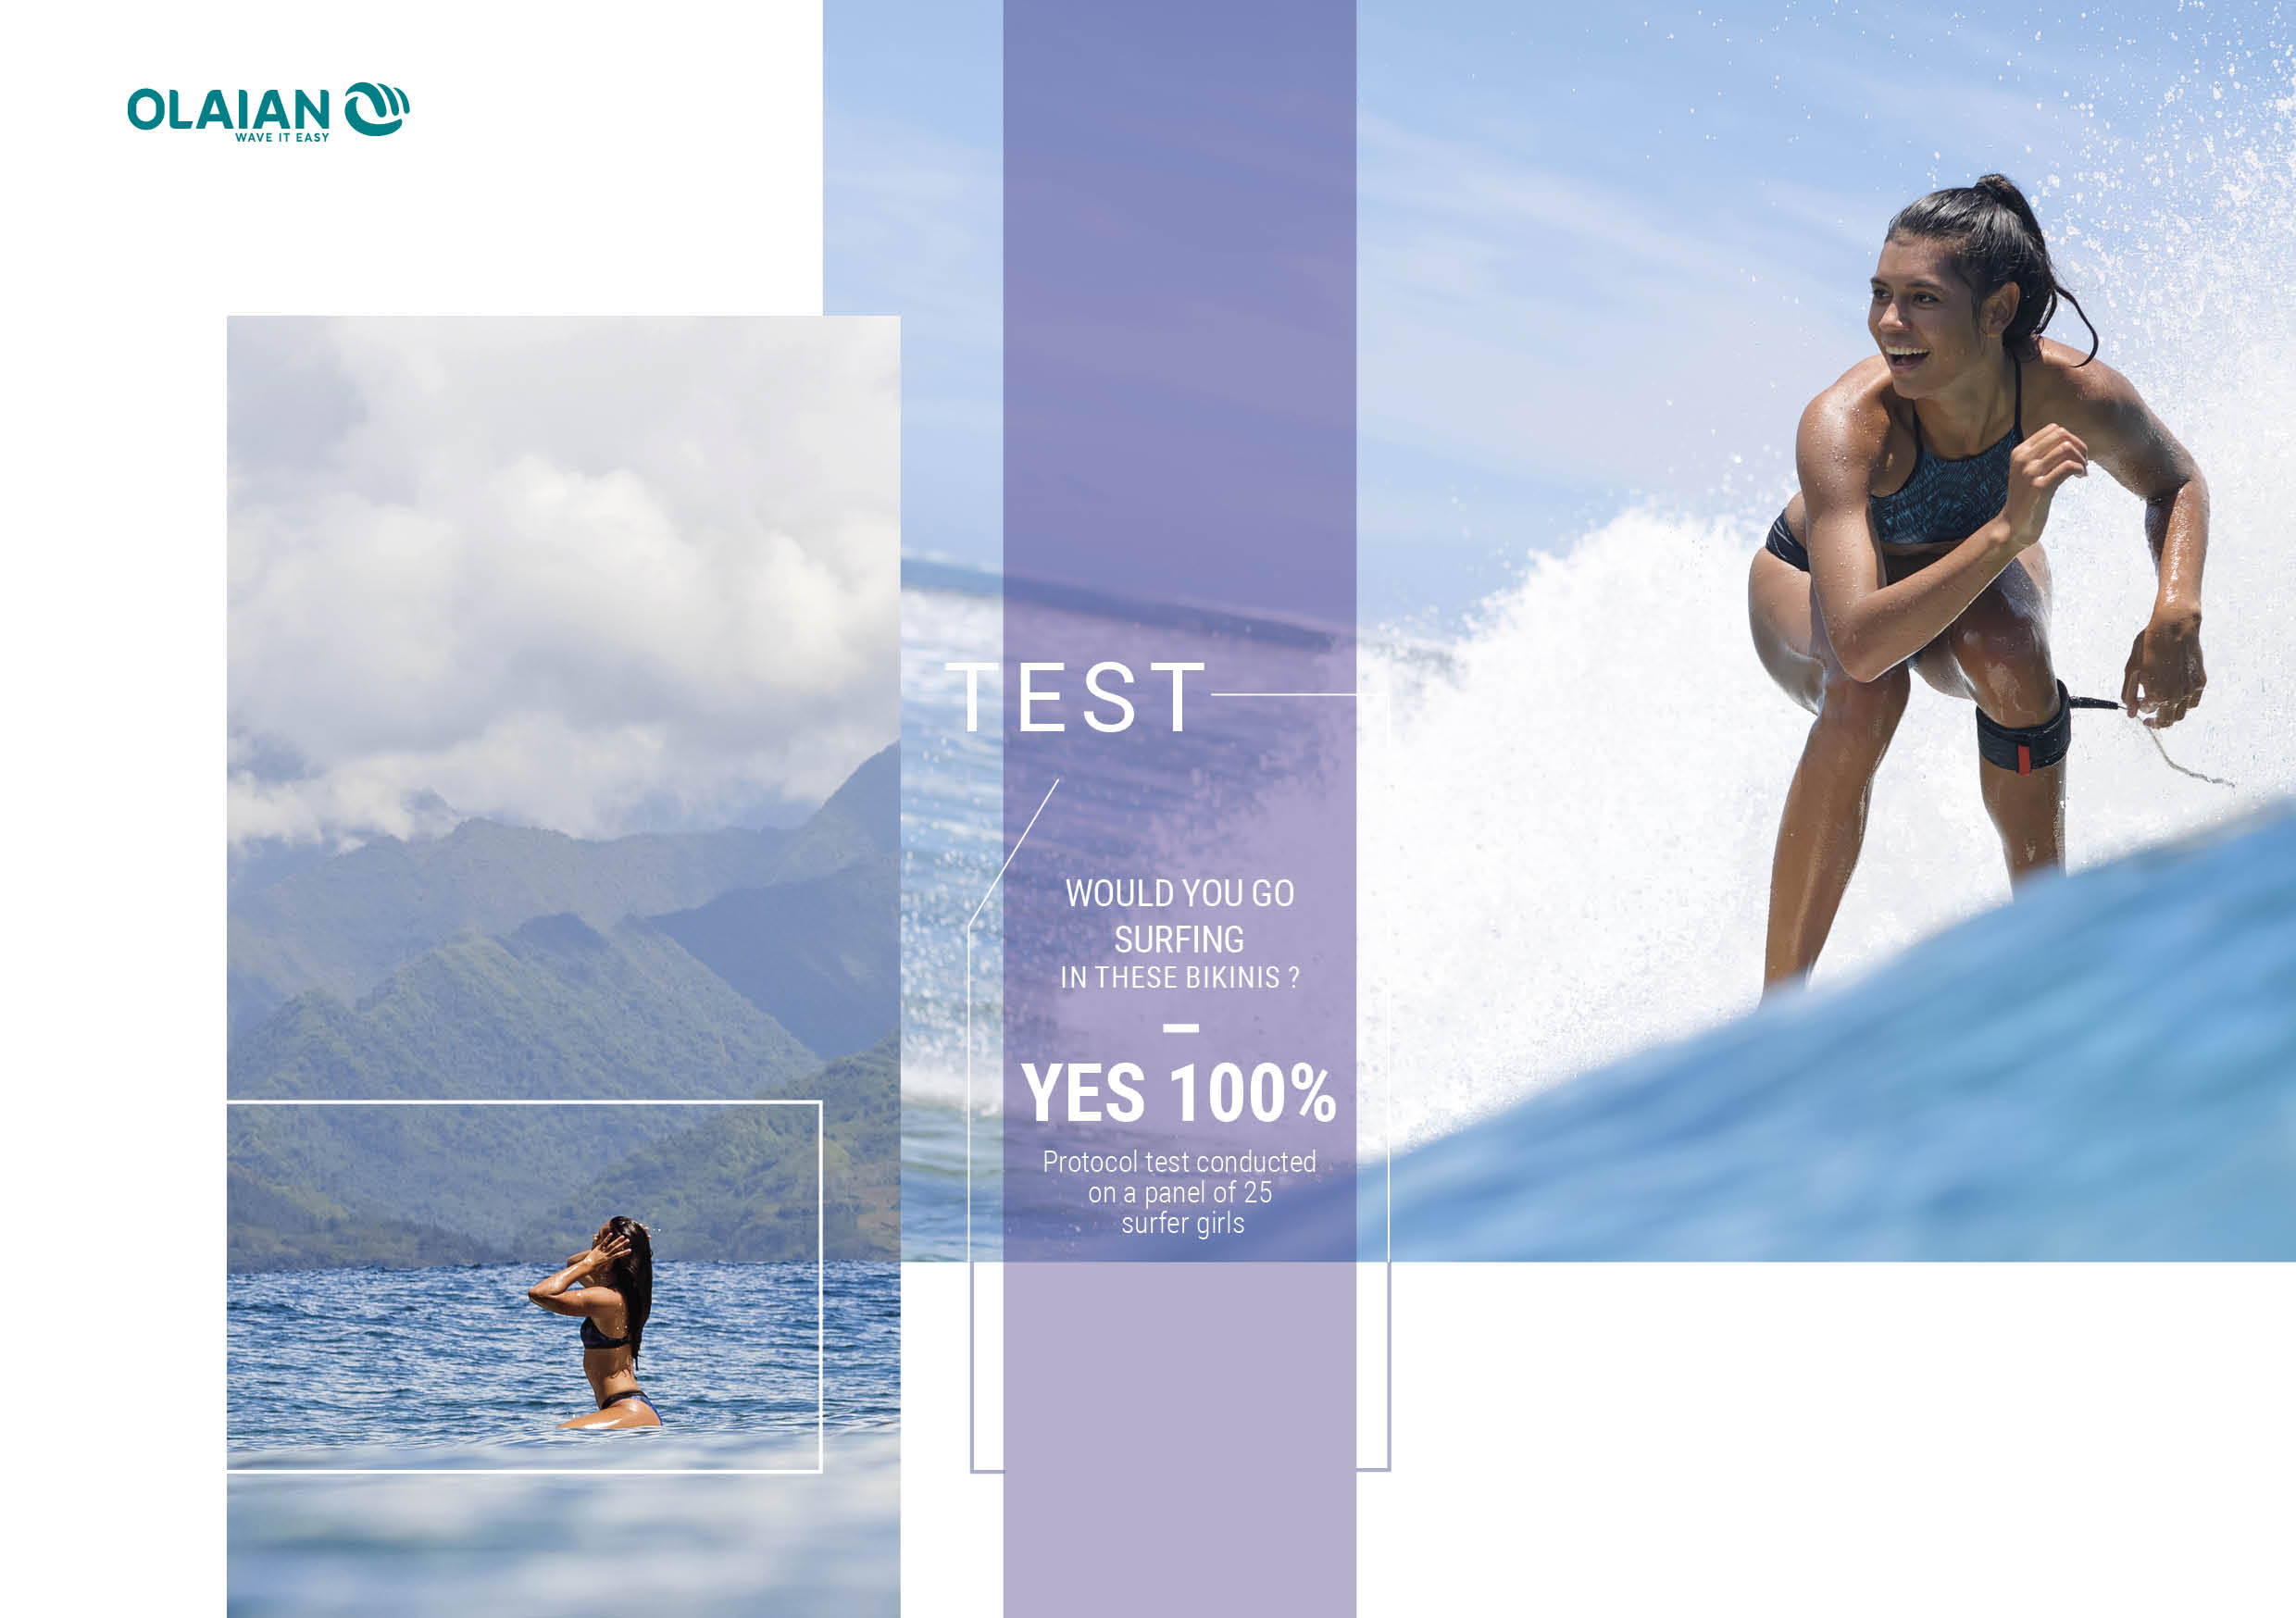 OLAIAN
WAVE IT EASY
TEST
WOULD YOU GO
SURFING
IN THESE BIKINIS ?
YES 100%
Protocol test conducted
on a panel of 25
surfer girls